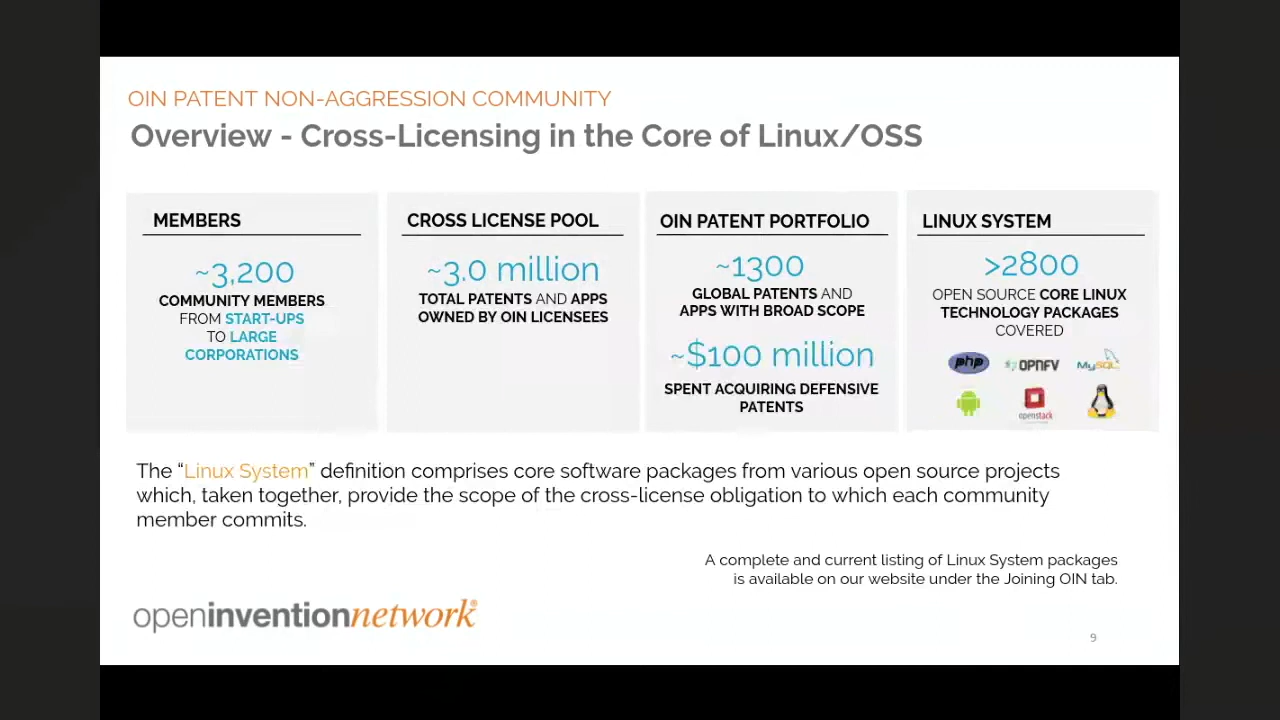 OIN PATENT NON-AGGRESSION COMMUNITY
Overview - Cross-Licensing in the Core of Linux/OSS
MEMBERS
~3,200
COMMUNITY MEMBERS
FROM START-UPS
TO LARGE
CORPORATIONS
CROSS LICENSE POOL
~3.0 million
TOTAL PATENTS AND APPS
OWNED BY OIN LICENSEES
OIN PATENT PORTFOLIO
~1300
GLOBAL PATENTS AND
APPS WITH BROAD SCOPE
~$100 million
SPENT ACQUIRING DEFENSIVE
PATENTS
LINUX SYSTEM
>2800
OPEN SOURCE CORE LINUX
TECHNOLOGY PACKAGES
COVERED
php OPNFV MySQL
openstack
The “Linux System” definition comprises core software packages from various open source projects
which, taken together, provide the scope of the cross-license obligation to which each community
member commits.
A complete and current listing of Linux System packages
is available on our website under the Joining OIN tab.
openinventionnetwork®
9